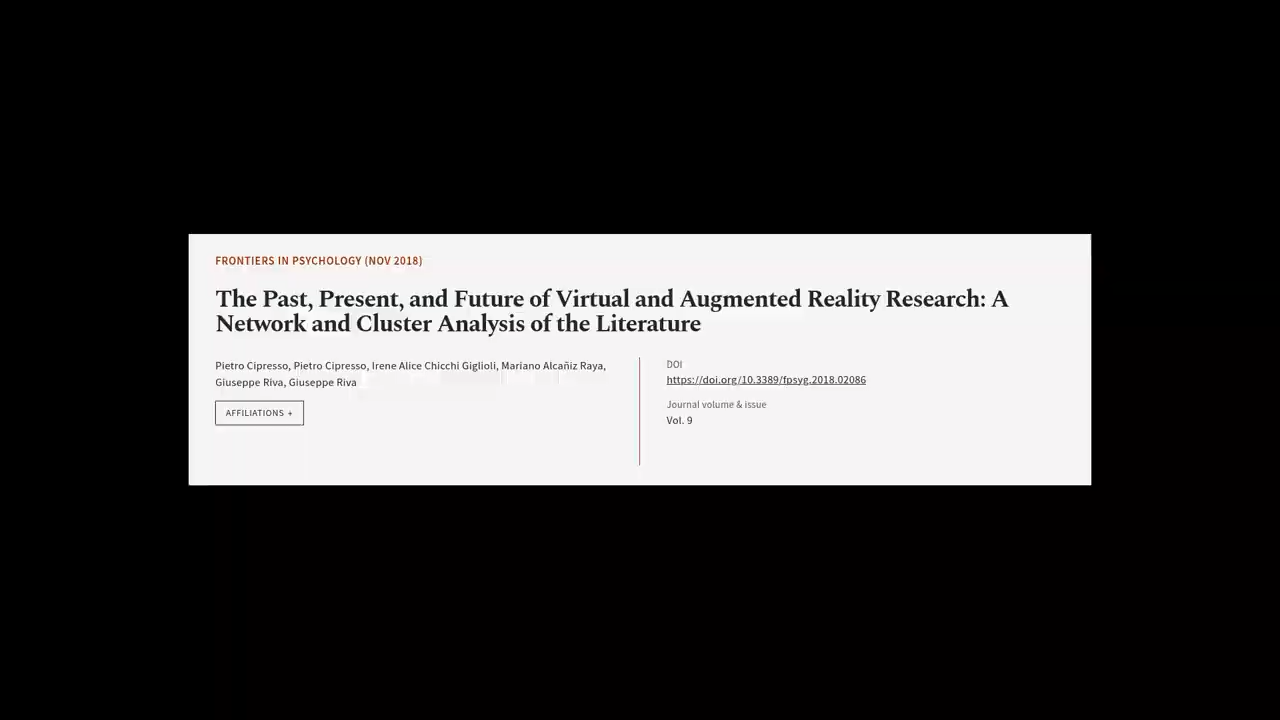 FRONTIERS IN PSYCHOLOGY (NOV 2018)
The Past, Present, and Future of Virtual and Augmented Reality Research: A
Network and Cluster Analysis of the Literature
Pietro Cipresso, Pietro Cipresso, Irene Alice Chicchi Giglioli, Mariano Alcañiz Raya,
Giuseppe Riva, Giuseppe Riva
AFFILIATIONS +
DOI
https://doi.org/10.3389/fpsyg.2018.02086
Journal volume & issue
Vol. 9